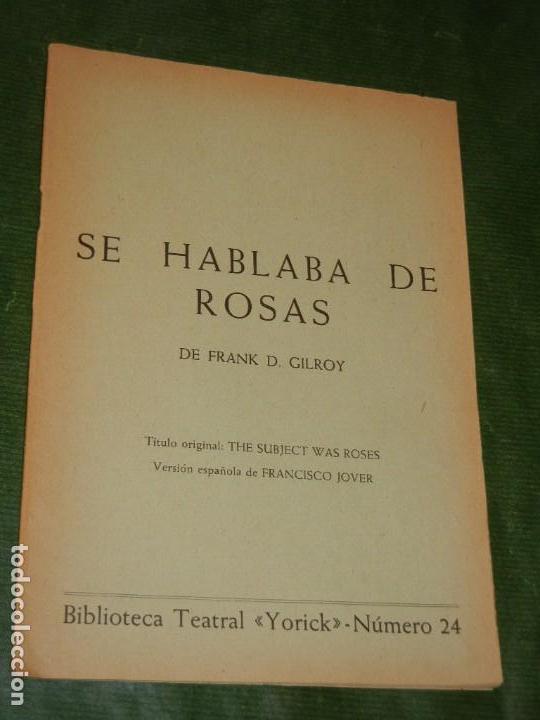 SE HABLABA DE
ROSAS
DE FRANK D. GILROY
Título original: THE SUBJECT WAS ROSES
Versión española de FRANCISCO JOVER
Biblioteca Teatral «Yorick»-Número 24
todocoleccion